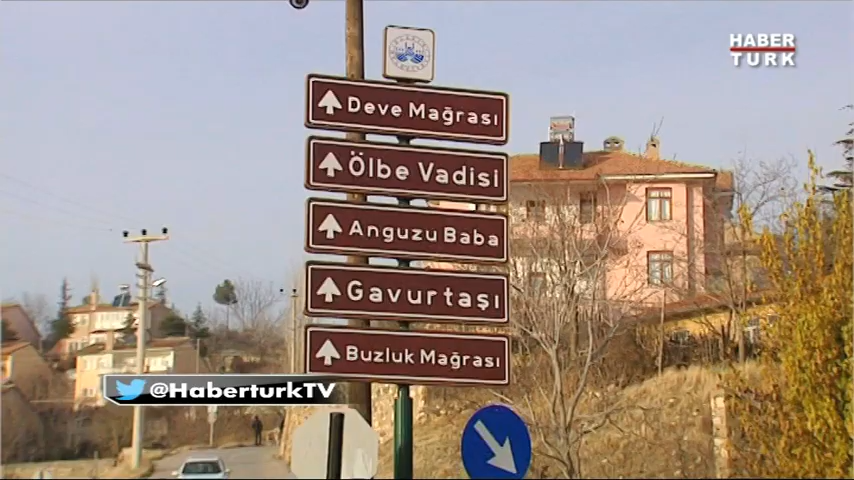 HABER
TURK
Deve Mağrası
Ölbe Vadisi
Anguzu Baba
Gavurtaşı
Buzluk Mağrası
@HaberturkTV